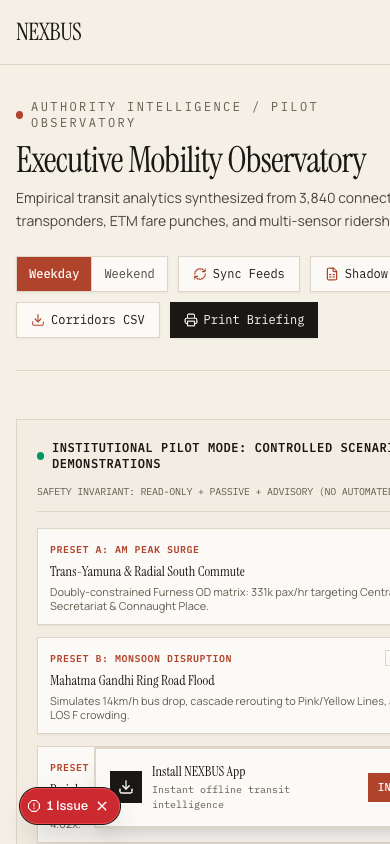 NEXBUS
AUTHORITY INTELLIGENCE / PILOT
OBSERVATORY
Executive Mobility Observatory
Empirical transit analytics synthesized from 3,840 connect
transponders, ETM fare punches, and multi-sensor ridersh
Weekday
Weekend
Sync Feeds
Shadow
Corridors CSV
Print Briefing
INSTITUTIONAL PILOT MODE: CONTROLLED SCENARI
DEMONSTRATIONS
SAFETY INVARIANT: READ-ONLY + PASSIVE + ADVISORY (NO AUTOMATED
PRESET A: AM PEAK SURGE
Trans-Yamuna & Radial South Commute
Doubly-constrained Furness OD matrix: 331k pax/hr targeting Centra
Secretariat & Connaught Place.
PRESET B: MONSOON DISRUPTION
Mahatma Gandhi Ring Road Flood
Simulates 14km/h bus drop, cascade rerouting to Pink/Yellow Lines,
LOS F crowding.
PRESET
Install NEXBUS App
Instant offline transit
intelligence
IN
1 Issue